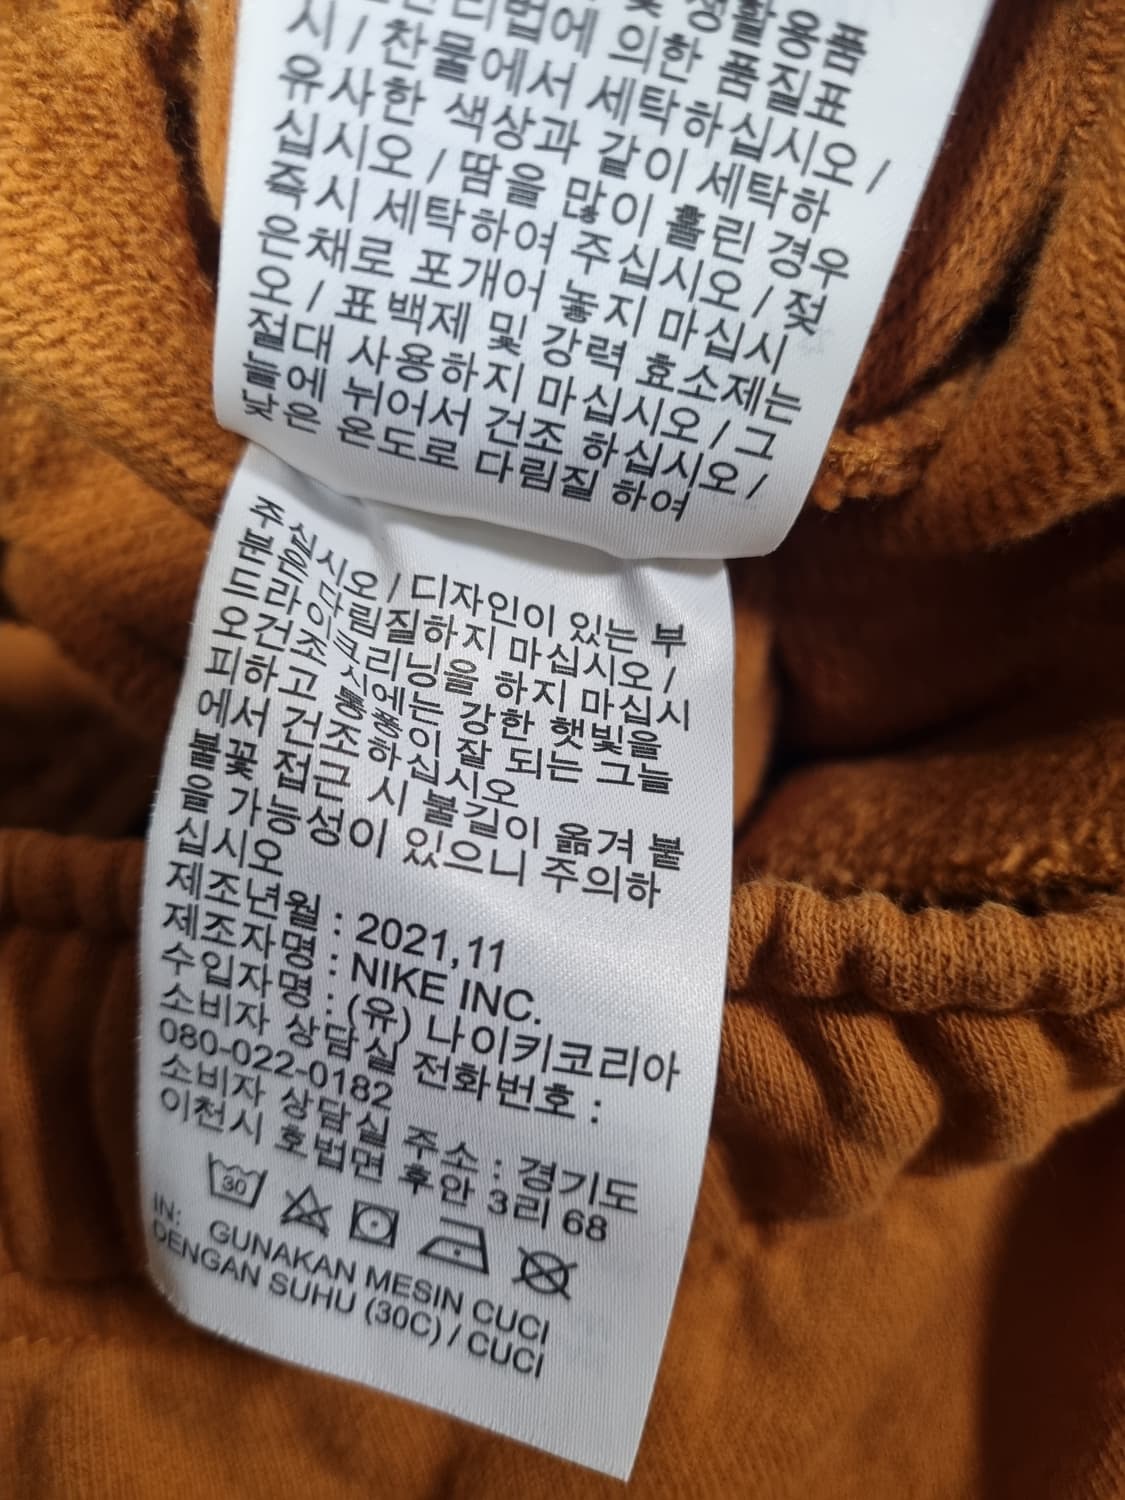 활용품
리법에 의한 품질표
시 / 찬물에서 세탁하십시오 /
유사한 색상과 같이 세탁하
십시오 / 땀을 많이 흘린 경우
즉시 세탁하여 주십시오 / 젖
은채로 포개어 놓지 마십시
오 / 표백제 및 강력 효소제는
절대 사용하지 마십시오 / 그
늘에 뉘어서 건조 하십시오 /
낮은 온도로 다림질 하여
주십시오 / 디자인이 있는 부
분은 다림질하지 마십시오 /
드라이크리닝을 하지 마십시
오건조 시에는 강한 햇빛을
피하고 통풍이 잘 되는 그늘
에서 건조하십시오
불꽃 접근 시 불길이 옮겨 붙
을 가능성이 있으니 주의하
십시오
제조년월 : 2021,11
제조자명 : NIKE INC.
수입자명 : (유) 나이키코리아
소비자 상담실 전화번호 :
080-022-0182
소비자 상담실 주소 : 경기도
이천시 호법면 후안 3리 68
30
IN: GUNAKAN MESIN CUCI
DENGAN SUHU (30C) / CUCI